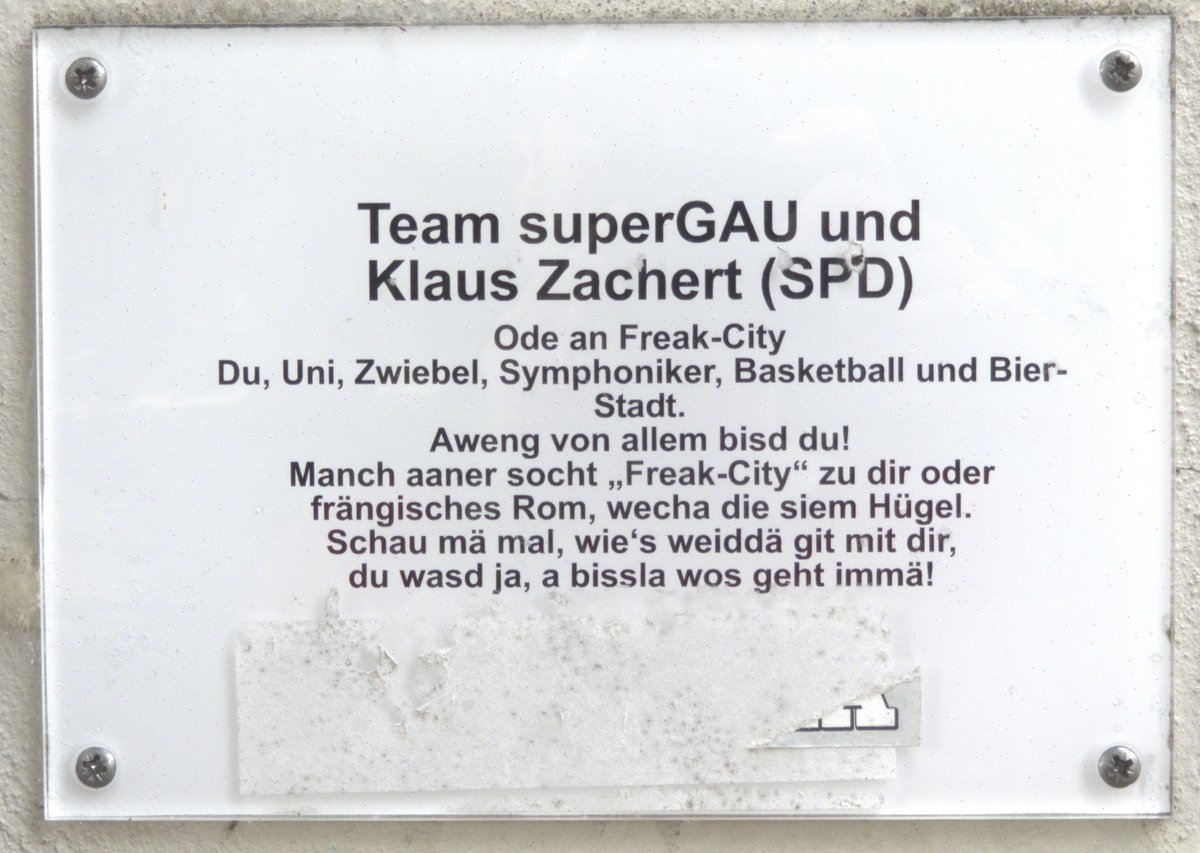 Team superGAU und
Klaus Zachert (SPD)
Ode an Freak-City
Du, Uni, Zwiebel, Symphoniker, Basketball und Bier-
Stadt.
Aweng von allem bisd du!
Manch aaner socht „Freak-City“ zu dir oder
frängisches Rom, wecha die siem Hügel.
Schau mä mal, wie‘s weiddä git mit dir,
du wasd ja, a bissla wos geht immä!